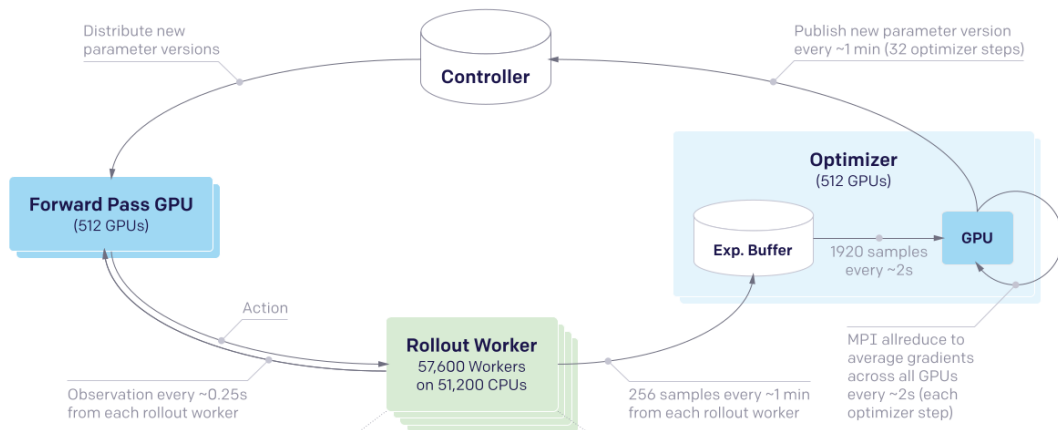 Distribute new
parameter versions
Controller
Publish new parameter version
every ~1 min (32 optimizer steps)
Optimizer
(512 GPUs)
Forward Pass GPU
(512 GPUs)
Exp. Buffer
1920 samples
every ~2s
GPU
Action
Rollout Worker
57,600 Workers
on 51,200 CPUs
Observation every ~0.25s
from each rollout worker
256 samples every ~1 min
from each rollout worker
MPI allreduce to
average gradients
across all GPUs
every ~2s (each
optimizer step)